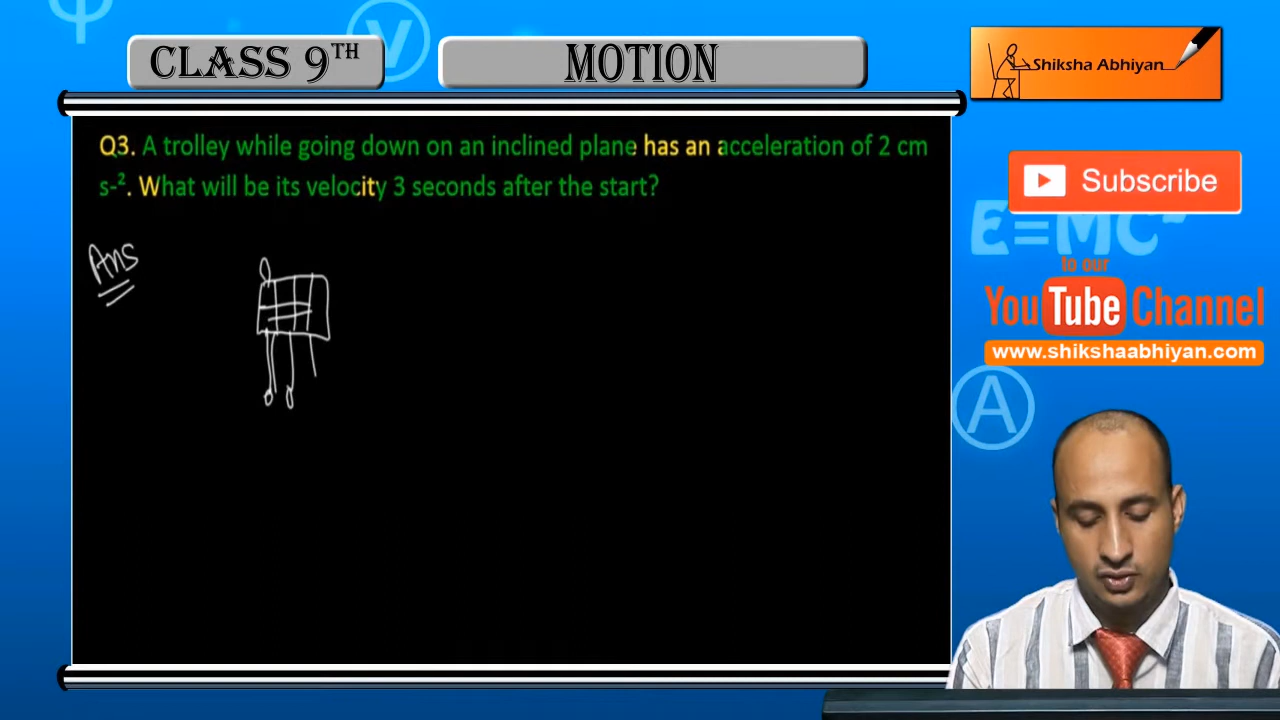 CLASS 9TH
MOTION
Shiksha Abhiyan
Q3. A trolley while going down on an inclined plane has an acceleration of 2 cm
s-². What will be its velocity 3 seconds after the start?
Ans
Subscribe
E=MC²
to our
YouTube Channel
www.shikshaabhiyan.com
V
A
φ